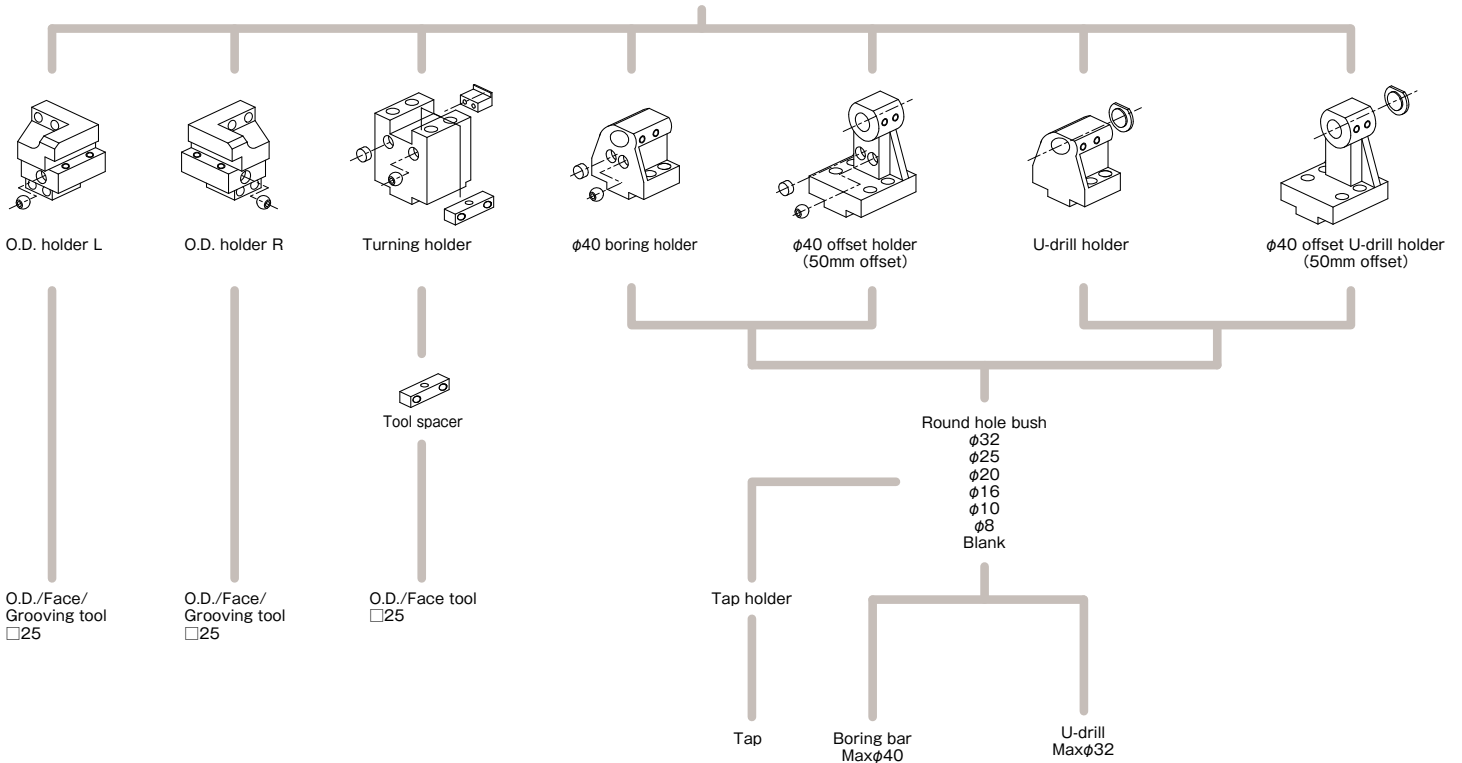 O.D. holder L
O.D. holder R
Turning holder
φ40 boring holder
φ40 offset holder
(50mm offset)
U-drill holder
φ40 offset U-drill holder
(50mm offset)
Tool spacer
Round hole bush
φ32
φ25
φ20
φ16
φ10
φ8
Blank
O.D./Face/
Grooving tool
□25
O.D./Face/
Grooving tool
□25
O.D./Face tool
□25
Tap holder
Tap
Boring bar
Maxφ40
U-drill
Maxφ32